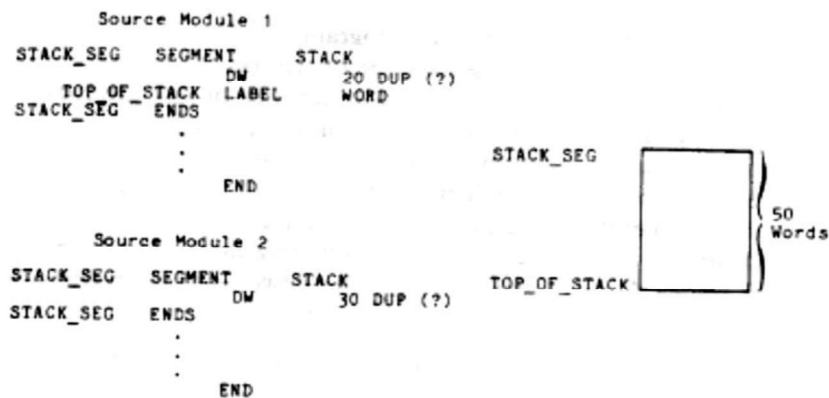 Source Module 1
STACK_SEG SEGMENT STACK
DW 20 DUP (?)
TOP_OF_STACK LABEL WORD
STACK_SEG ENDS
.
.
.
END
Source Module 2
STACK_SEG SEGMENT STACK
DW 30 DUP (?)
STACK_SEG ENDS
.
.
.
END
STACK_SEG
50
Words
TOP_OF_STACK